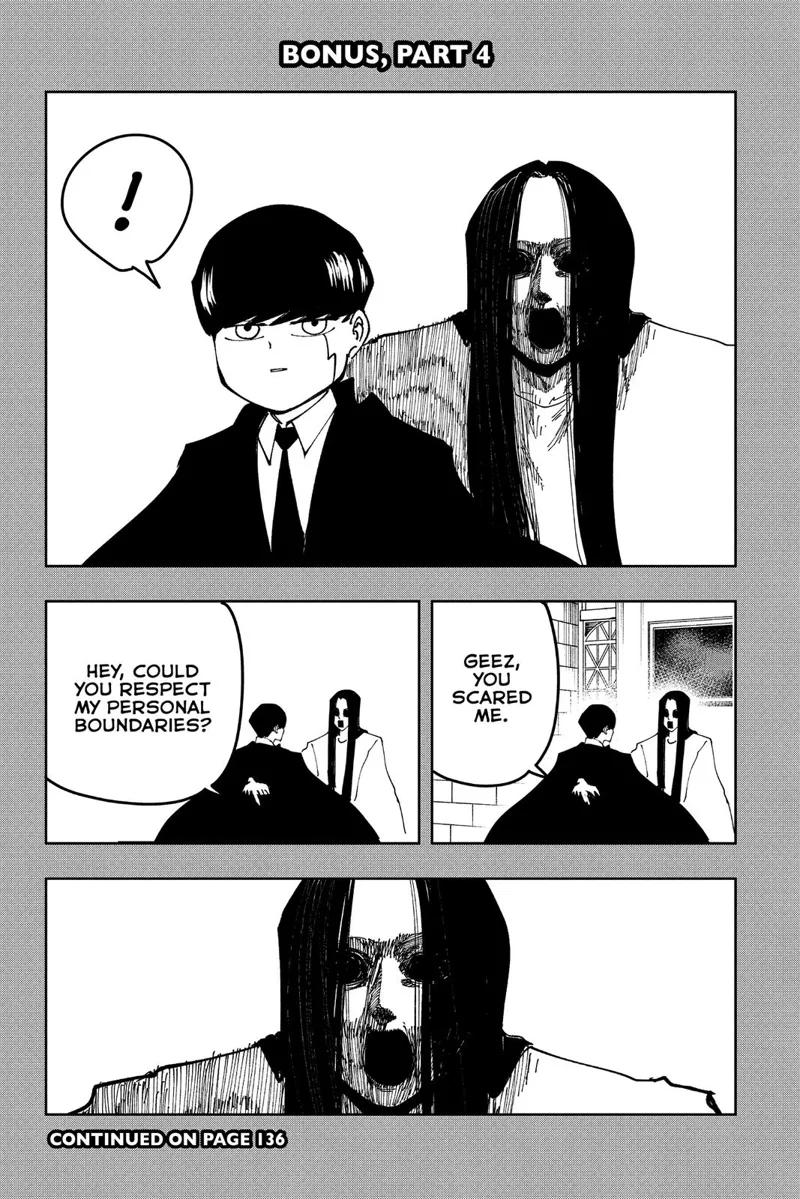 BONUS, PART 4
!
GEEZ,
YOU
SCARED
ME.
HEY, COULD
YOU RESPECT
MY PERSONAL
BOUNDARIES?
CONTINUED ON PAGE 136